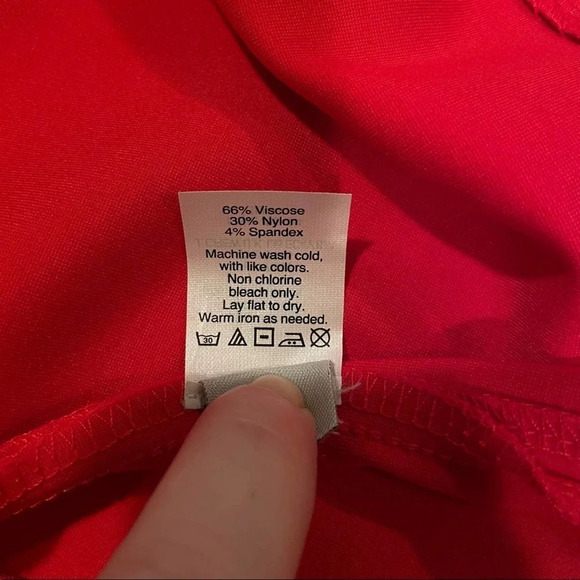 66% Viscose
30% Nylon
4% Spandex
Machine wash cold,
with like colors.
Non chlorine
bleach only.
Lay flat to dry.
Warm iron as needed.
30